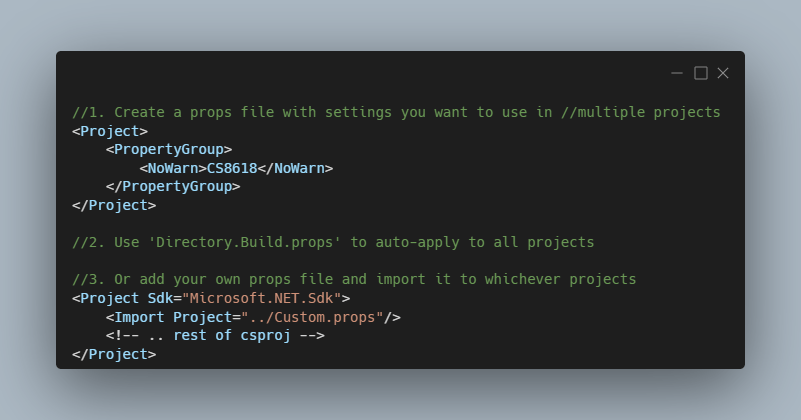 //1. Create a props file with settings you want to use in //multiple projects
<Project>
    <PropertyGroup>
        <NoWarn>CS8618</NoWarn>
    </PropertyGroup>
</Project>

//2. Use 'Directory.Build.props' to auto-apply to all projects

//3. Or add your own props file and import it to whichever projects
<Project Sdk="Microsoft.NET.Sdk">
    <Import Project="../Custom.props"/>
    <!-- .. rest of csproj -->
</Project>